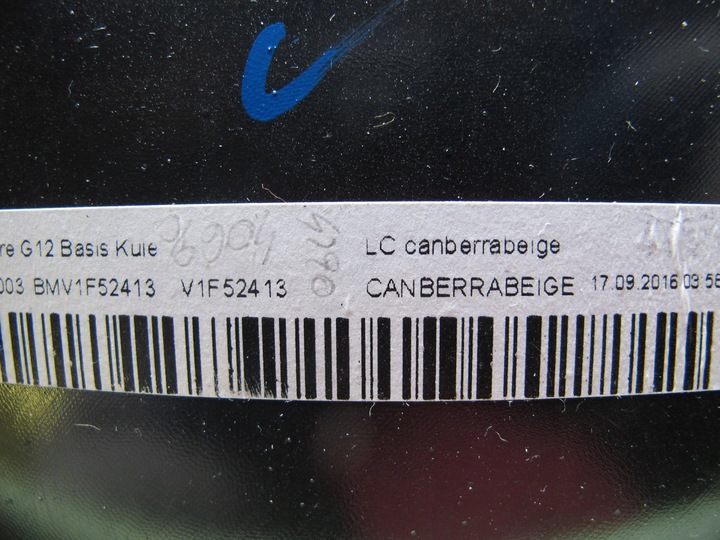 re G12 Basis Kule LC canberrabeige
003 BMV1F52413 V1F52413 CANBERRABEIGE 17.09.2016 03:56